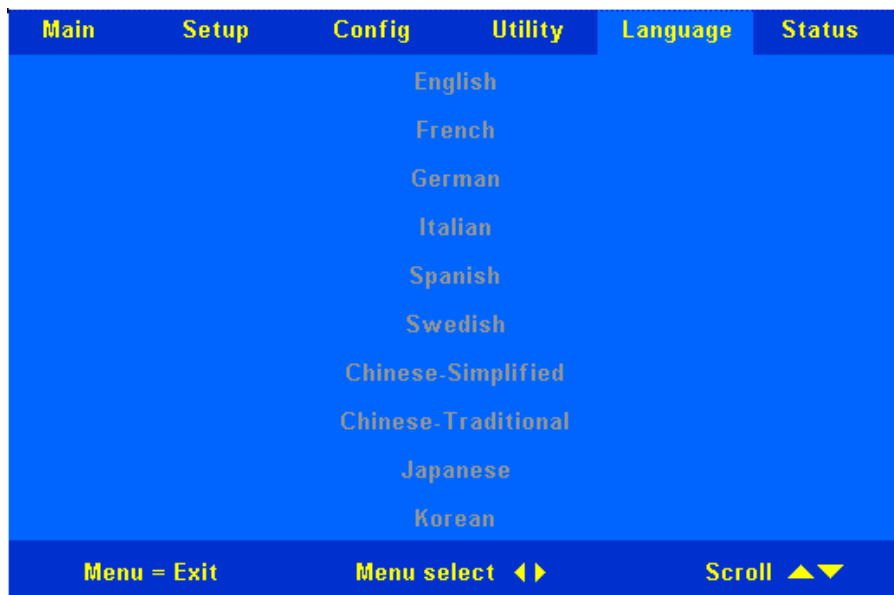 Main Setup Config Utility Language Status
English
French
German
Italian
Spanish
Swedish
Chinese-Simplified
Chinese-Traditional
Japanese
Korean
Menu = Exit Menu select ◀▶ Scroll ▲▼